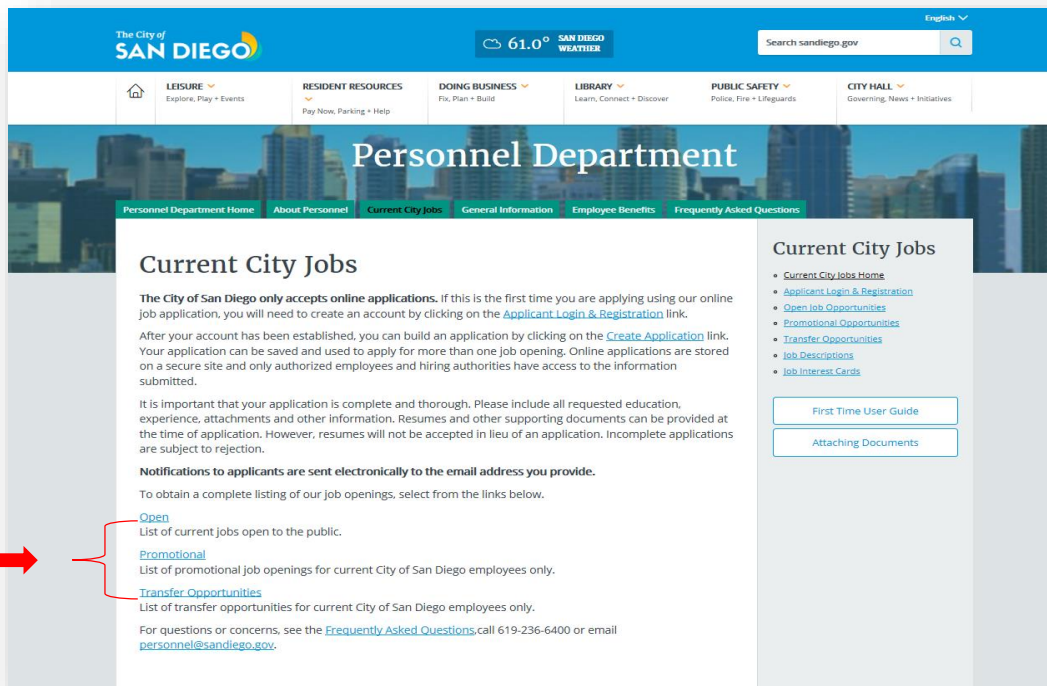 English
The City of
SAN DIEGO
61.0° SAN DIEGO WEATHER
Search sandiego.gov
LEISURE
Explore, Play + Events
RESIDENT RESOURCES
Pay Now, Parking + Help
DOING BUSINESS
Fix, Plan + Build
LIBRARY
Learn, Connect + Discover
PUBLIC SAFETY
Police, Fire + Lifeguards
CITY HALL
Governing, News + Initiatives
Personnel Department
Personnel Department Home
About Personnel
Current City Jobs
General Information
Employee Benefits
Frequently Asked Questions
Current City Jobs
The City of San Diego only accepts online applications. If this is the first time you are applying using our online
job application, you will need to create an account by clicking on the Applicant Login & Registration link.
After your account has been established, you can build an application by clicking on the Create Application link.
Your application can be saved and used to apply for more than one job opening. Online applications are stored
on a secure site and only authorized employees and hiring authorities have access to the information
submitted.
It is important that your application is complete and thorough. Please include all requested education,
experience, attachments and other information. Resumes and other supporting documents can be provided at
the time of application. However, resumes will not be accepted in lieu of an application. Incomplete applications
are subject to rejection.
Notifications to applicants are sent electronically to the email address you provide.
To obtain a complete listing of our job openings, select from the links below.
Open
List of current jobs open to the public.
Promotional
List of promotional job openings for current City of San Diego employees only.
Transfer Opportunities
List of transfer opportunities for current City of San Diego employees only.
For questions or concerns, see the Frequently Asked Questions,call 619-236-6400 or email
personnel@sandiego.gov.
Current City Jobs
Current City Jobs Home
Applicant Login & Registration
Open Job Opportunities
Promotional Opportunities
Transfer Opportunities
Job Descriptions
Job Interest Cards
First Time User Guide
Attaching Documents